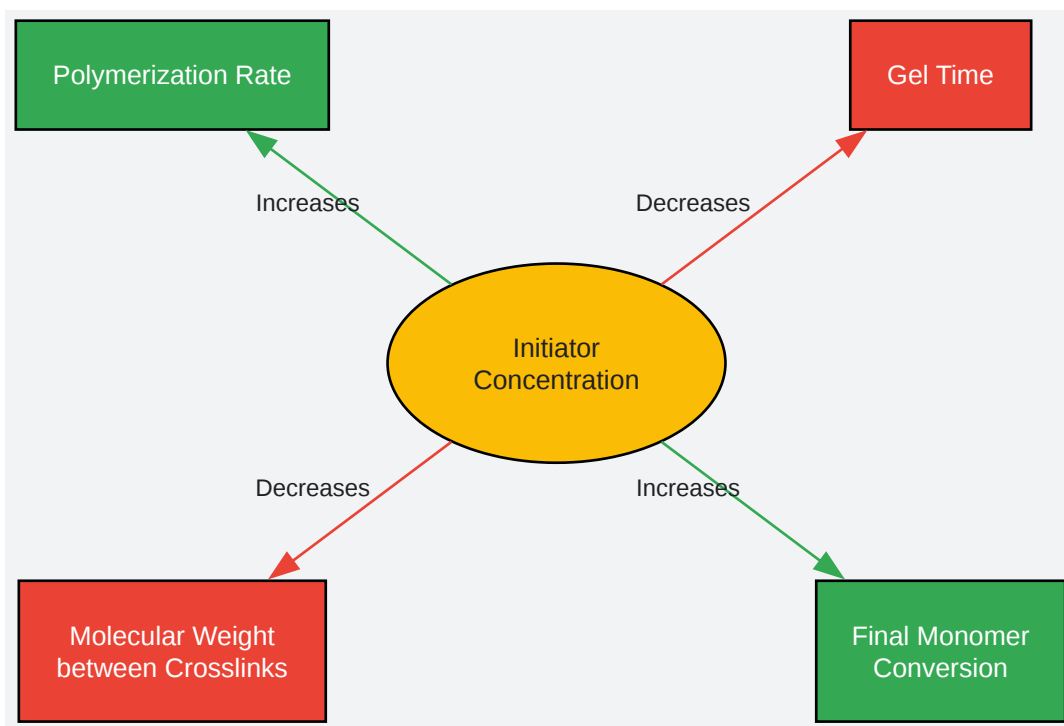 Polymerization Rate
Gel Time
Increases
Decreases
Initiator
Concentration
Decreases
Increases
Molecular Weight
between Crosslinks
Final Monomer
Conversion